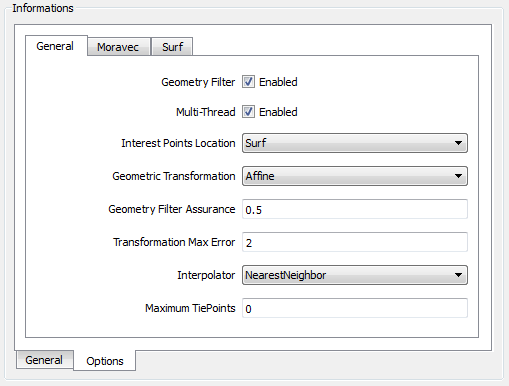 Informations
General Moravec Surf
Geometry Filter Enabled
Multi-Thread Enabled
Interest Points Location Surf
Geometric Transformation Affine
Geometry Filter Assurance 0.5
Transformation Max Error 2
Interpolator NearestNeighbor
Maximum TiePoints 0
General Options